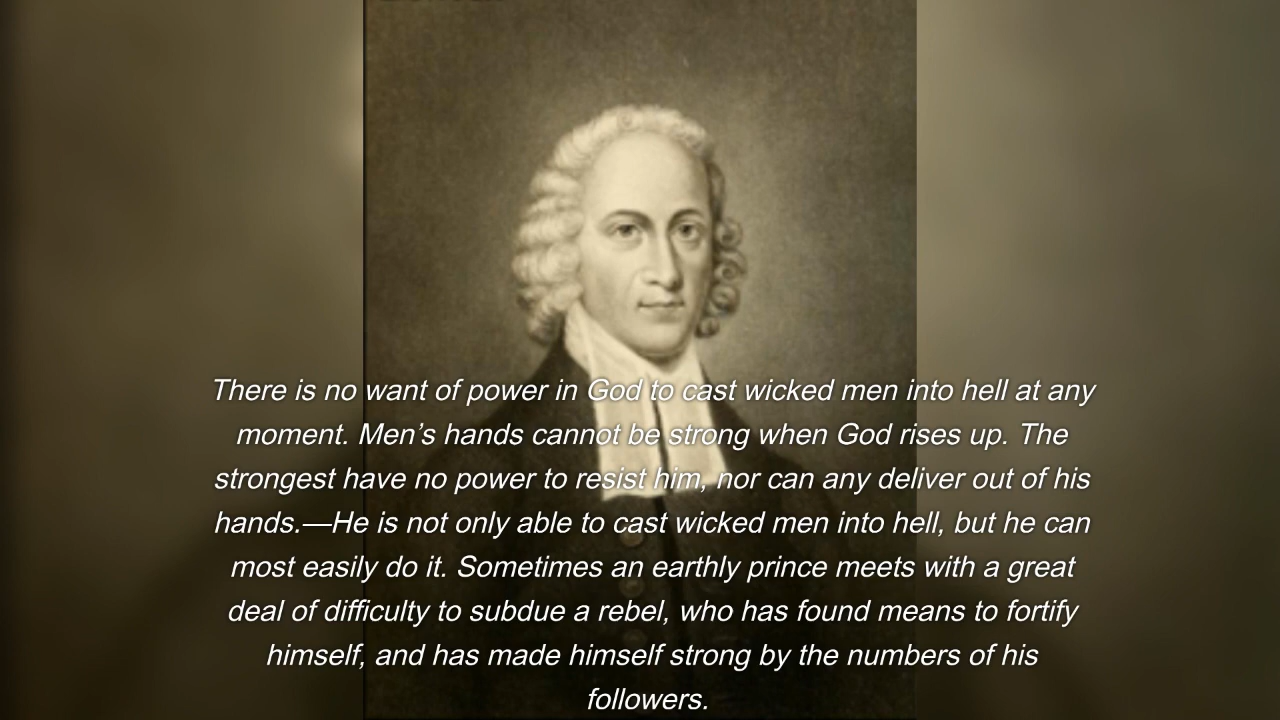 There is no want of power in God to cast wicked men into hell at any
moment. Men’s hands cannot be strong when God rises up. The
strongest have no power to resist him, nor can any deliver out of his
hands.—He is not only able to cast wicked men into hell, but he can
most easily do it. Sometimes an earthly prince meets with a great
deal of difficulty to subdue a rebel, who has found means to fortify
himself, and has made himself strong by the numbers of his
followers.